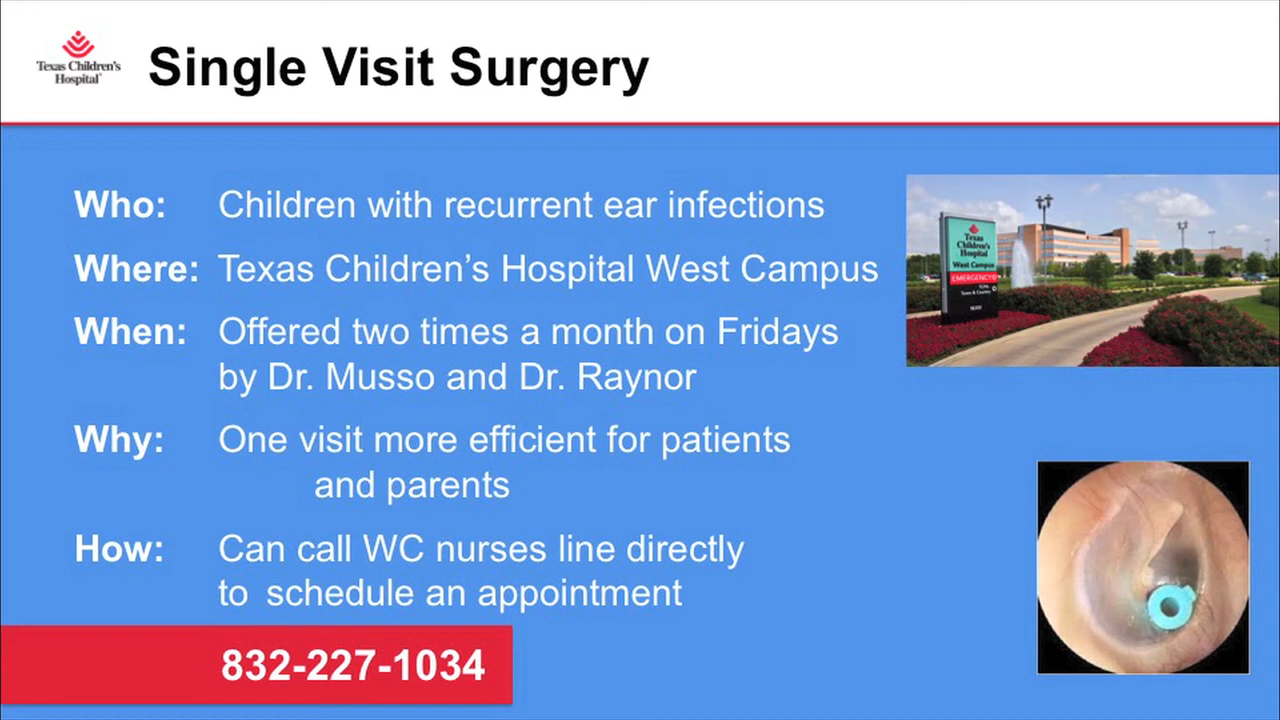 Texas Children's
Hospital
Single Visit Surgery
Who: Children with recurrent ear infections
Where: Texas Children's Hospital West Campus
When: Offered two times a month on Fridays
by Dr. Musso and Dr. Raynor
Why: One visit more efficient for patients
and parents
How: Can call WC nurses line directly
to schedule an appointment
832-227-1034
Texas
Children's
Hospital
West Campus
EMERGENCY